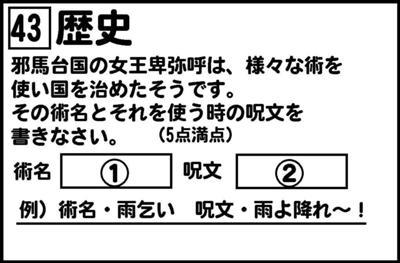 43 歴史
邪馬台国の女王卑弥呼は、様々な術を
使い国を治めたそうです。
その術名とそれを使う時の呪文を
書きなさい。 (5点満点)
術名 ① 呪文 ②
例）術名・雨乞い 呪文・雨よ降れ～！